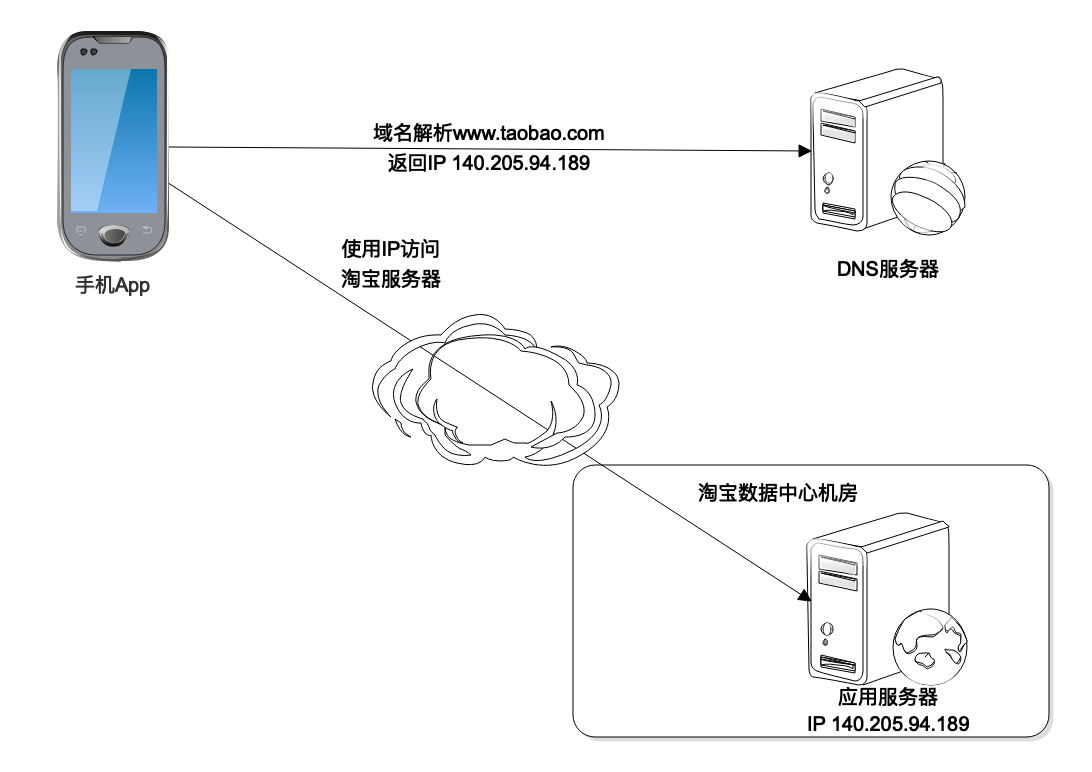 域名解析www.taobao.com
返回IP 140.205.94.189
使用IP访问
淘宝服务器
手机App
DNS服务器
淘宝数据中心机房
应用服务器
IP 140.205.94.189